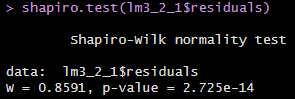 > shapiro.test(lm3_2_1$residuals)
Shapiro-Wilk normality test
data:  lm3_2_1$residuals
W = 0.8591, p-value = 2.725e-14